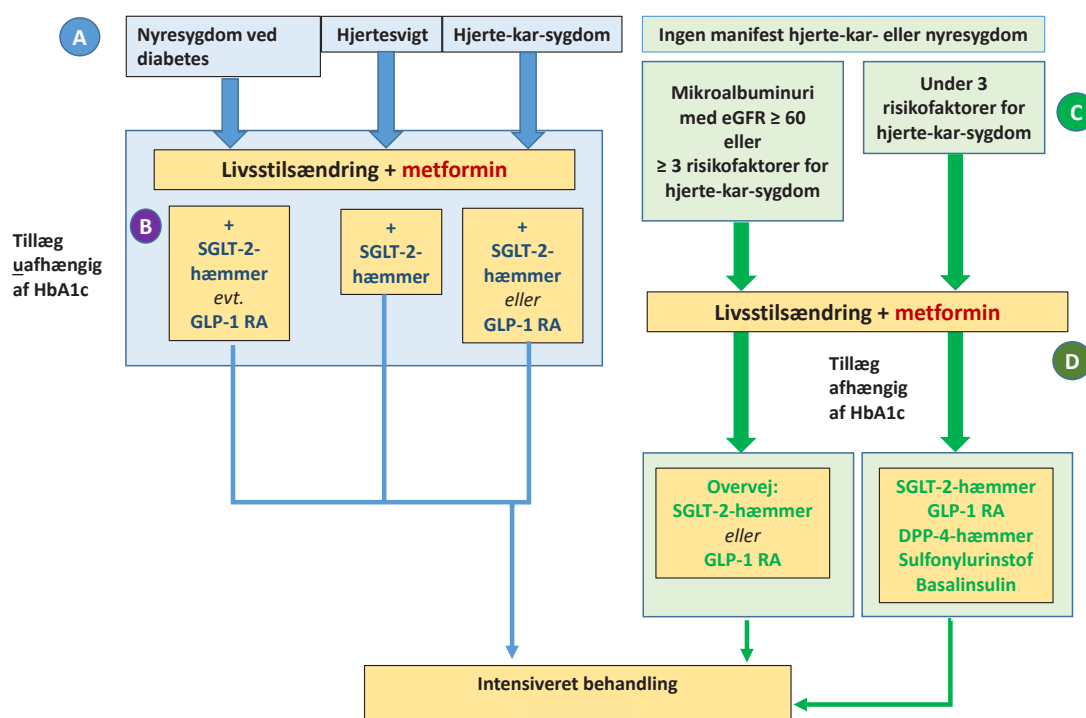 A
Nyresygdom ved
diabetes
Hjertesvigt
Hjerte-kar-sygdom
Livsstilsændring + metformin
B
Tillæg
uafhængig
af HbA1c
+
SGLT-2-
hæmmer
evt.
GLP-1 RA
+
SGLT-2-
hæmmer
+
SGLT-2-
hæmmer
eller
GLP-1 RA
Ingen manifest hjerte-kar- eller nyresygdom
Mikroalbuminuri
med eGFR ≥ 60
eller
≥ 3 risikofaktorer for
hjerte-kar-sygdom
Under 3
risikofaktorer for
hjerte-kar-sygdom
C
Livsstilsændring + metformin
D
Tillæg
afhængig
af HbA1c
Overvej:
SGLT-2-hæmmer
eller
GLP-1 RA
SGLT-2-hæmmer
GLP-1 RA
DPP-4-hæmmer
Sulfonylurinstof
Basalinsulin
Intensiveret behandling